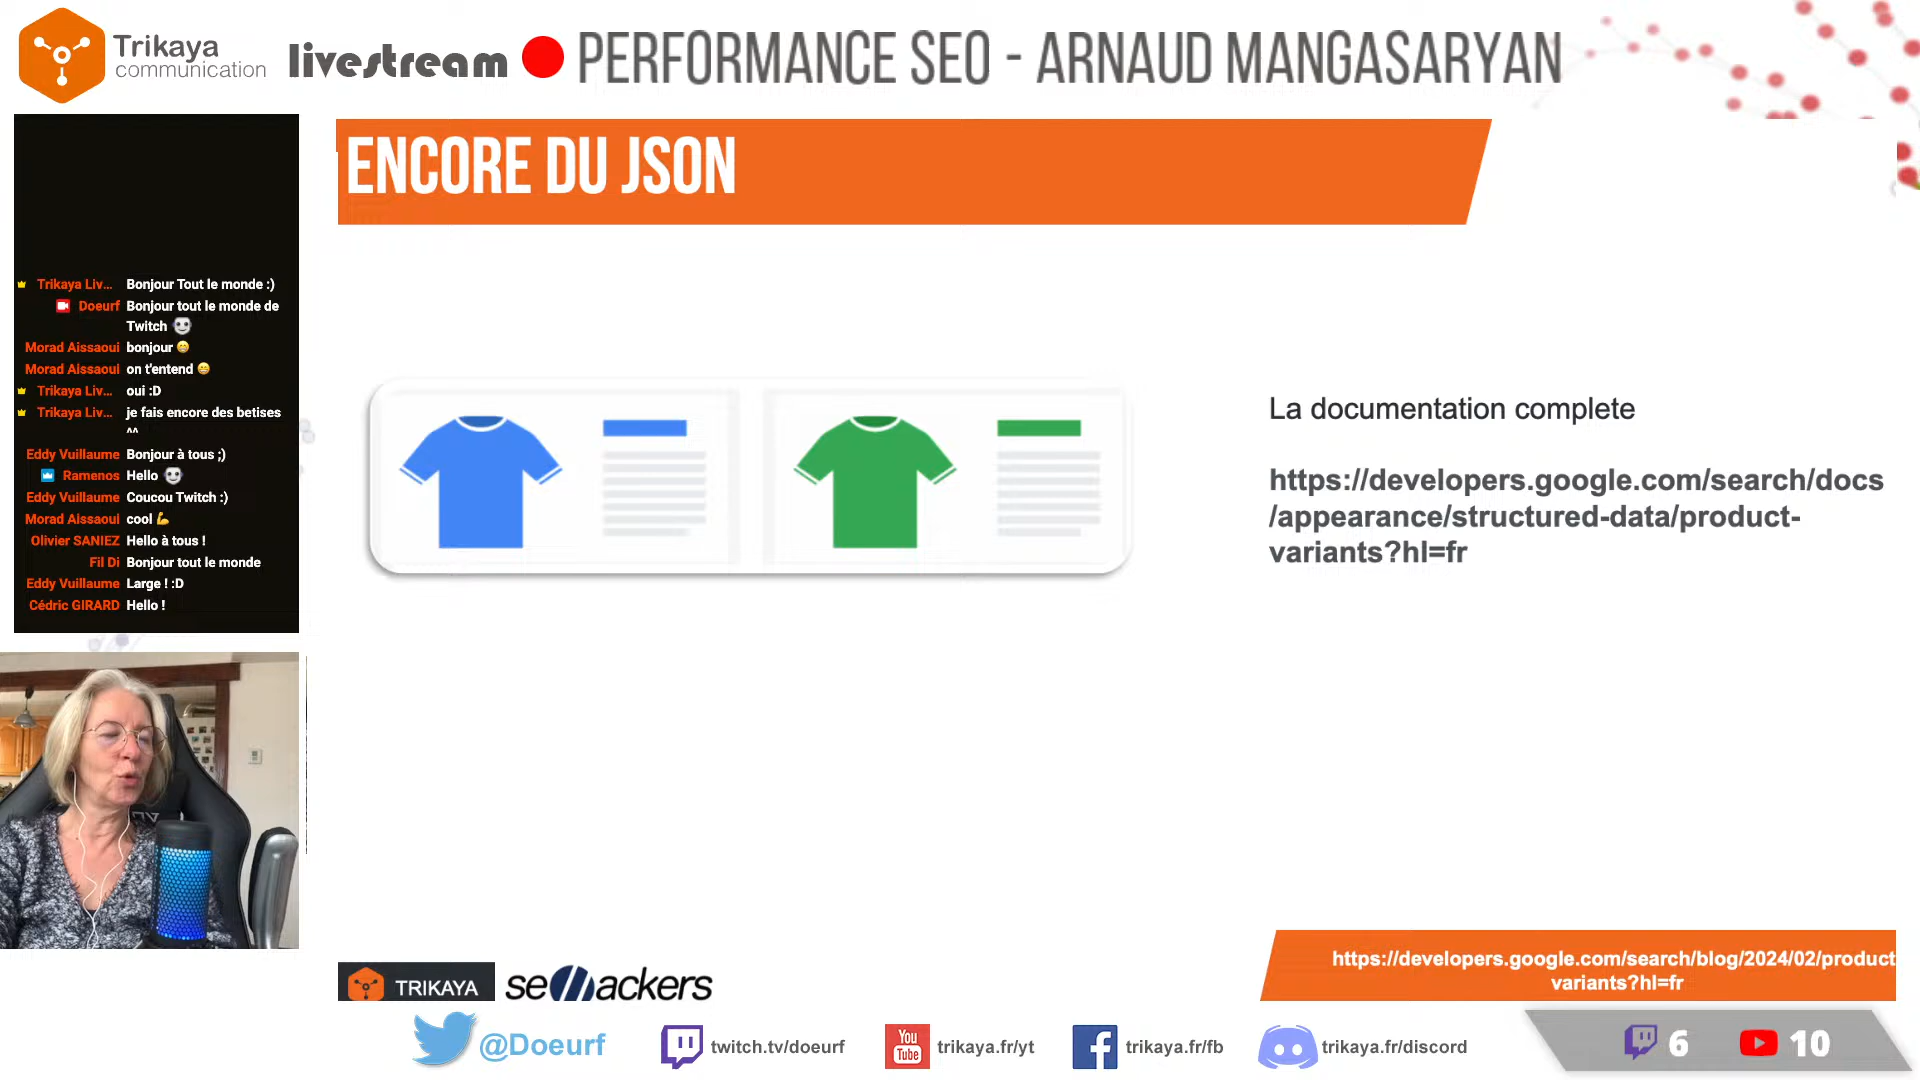 Trikaya
communication
livestream
PERFORMANCE SEO - ARNAUD MANGASARYAN
ENCORE DU JSON
Trikaya Liv... Bonjour Tout le monde :)
Doeurf Bonjour tout le monde de
Twitch
Morad Aissaoui bonjour 😁
Morad Aissaoui on t'entend 😁
Trikaya Liv... oui :D
Trikaya Liv... je fais encore des betises
^^
Eddy Vuillaume Bonjour à tous ;)
Ramenos Hello
Eddy Vuillaume Coucou Twitch :)
Morad Aissaoui cool 💪
Olivier SANIEZ Hello à tous !
Fil Di Bonjour tout le monde
Eddy Vuillaume Large ! :D
Cédric GIRARD Hello !
La documentation complete
https://developers.google.com/search/docs
/appearance/structured-data/product-
variants?hl=fr
TRIKAYA
seHackers
https://developers.google.com/search/blog/2024/02/product
variants?hl=fr
@Doeurf
twitch.tv/doeurf
You
Tube
trikaya.fr/yt
trikaya.fr/fb
trikaya.fr/discord
6
10